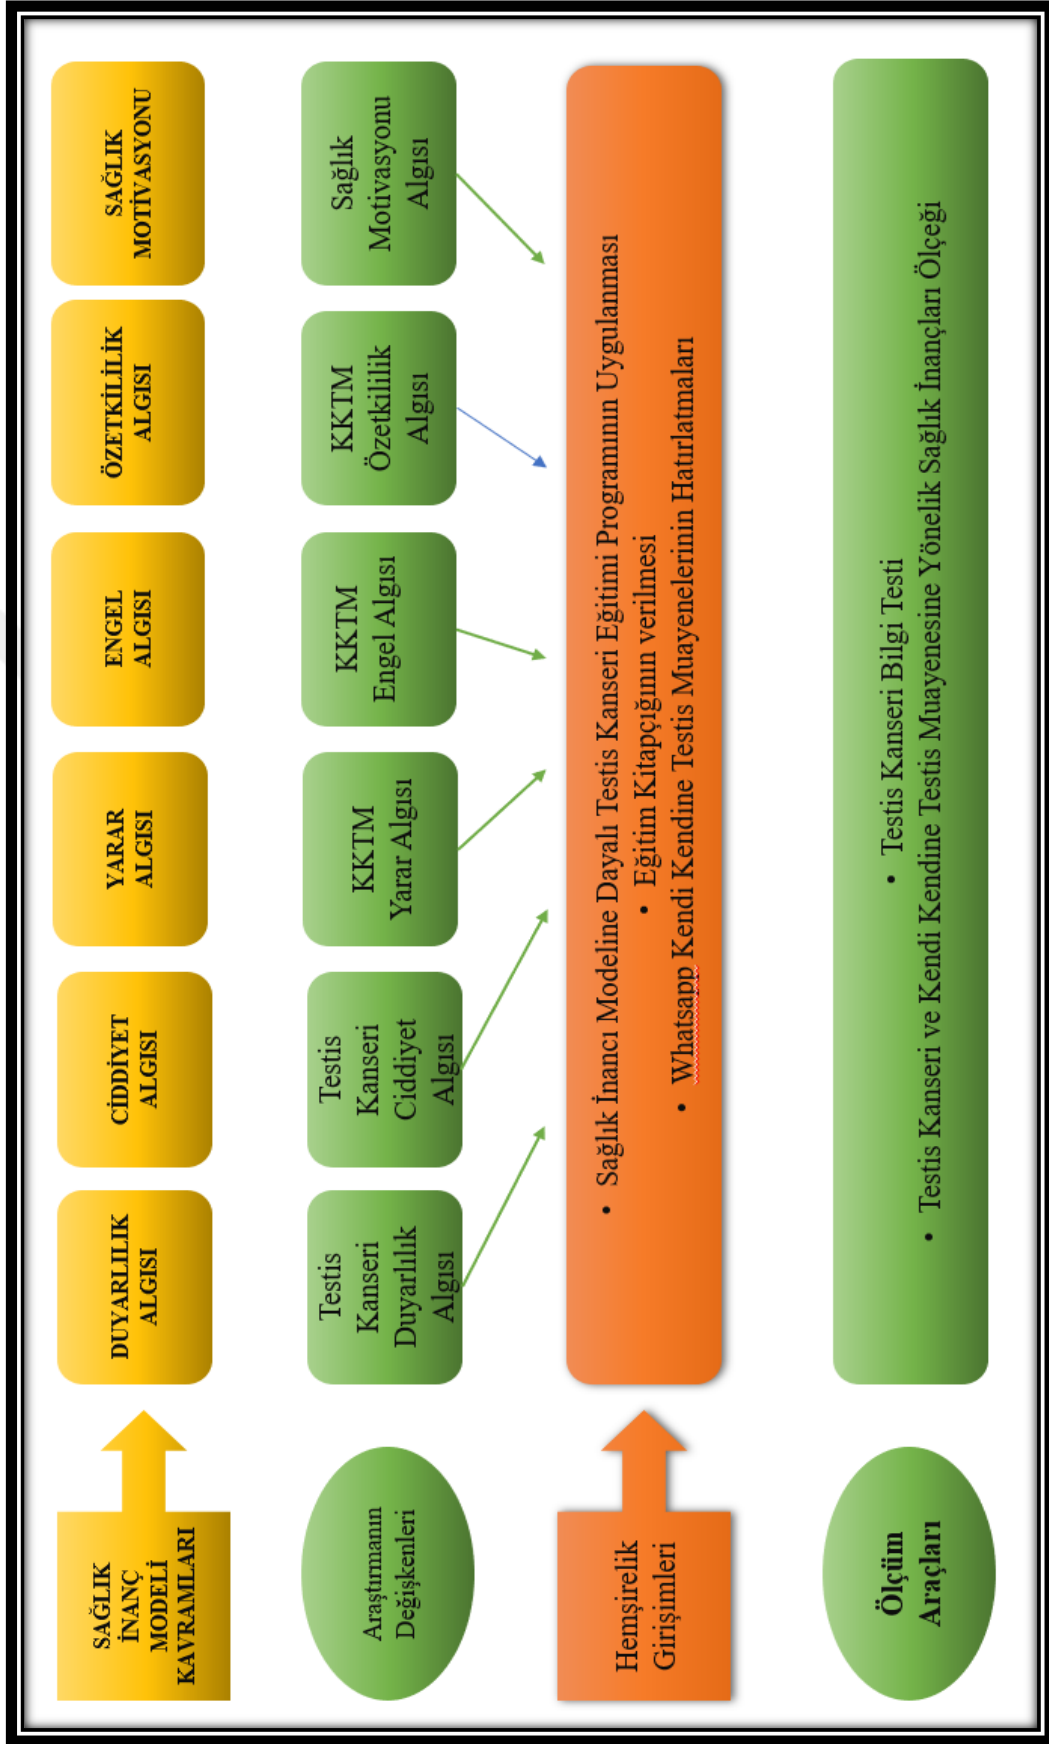 SAĞLIK
İNANÇ
MODELİ
KAVRAMLARI
DUYARLILIK
ALGISI
CİDDİYET
ALGISI
YARAR
ALGISI
ENGEL
ALGISI
ÖZETKİLİLİK
ALGISI
SAĞLIK
MOTİVASYONU
Araştırmanın
Değişkenleri
Testis
Kanseri
Duyarlılık
Algısı
Testis
Kanseri
Ciddiyet
Algısı
KKTM
Yarar Algısı
KKTM
Engel Algısı
KKTM
Özetkililik
Algısı
Sağlık
Motivasyonu
Algısı
Hemşirelik
Girişimleri
• Sağlık İnancı Modeline Dayalı Testis Kanseri Eğitimi Programının Uygulanması
• Eğitim Kitapçığının verilmesi
• Whatsapp Kendi Kendine Testis Muayenelerinin Hatırlatmaları
Ölçüm
Araçları
• Testis Kanseri Bilgi Testi
• Testis Kanseri ve Kendi Kendine Testis Muayenesine Yönelik Sağlık İnançları Ölçeği